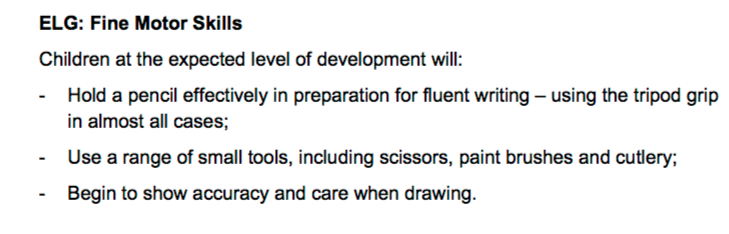 ELG: Fine Motor Skills
Children at the expected level of development will:
- Hold a pencil effectively in preparation for fluent writing – using the tripod grip
in almost all cases;
- Use a range of small tools, including scissors, paint brushes and cutlery;
- Begin to show accuracy and care when drawing.